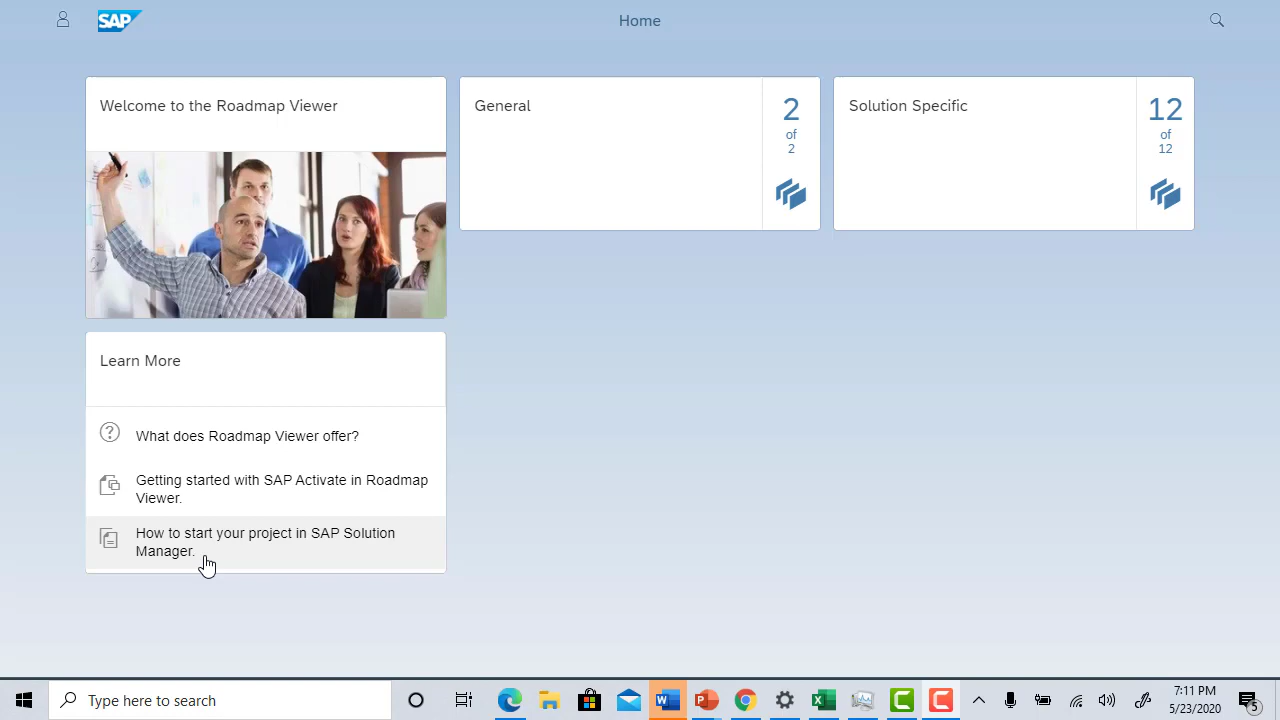 SAP
Home
Welcome to the Roadmap Viewer
General
2
of
2
Solution Specific
12
of
12
Learn More
What does Roadmap Viewer offer?
Getting started with SAP Activate in Roadmap
Viewer.
How to start your project in SAP Solution
Manager.
Type here to search
7:11 PM
5/23/2020
5